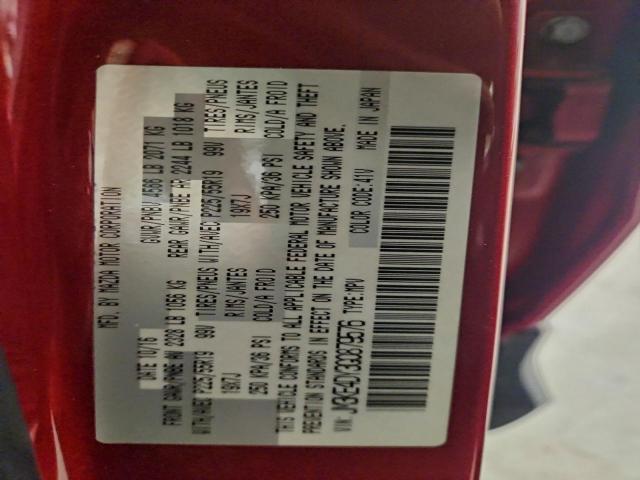 MFD. BY MAZDA MOTOR CORPORATION
DATE 10/16 GVWR/PNBV 4566 LB 2071 KG
FRONT GAWR/PNBE AV 2328 LB 1056 KG REAR GAWR/PNBE AR 2244 LB 1018 KG
WITH/AVEC P225/55R19 99V TIRES/PNEUS WITH/AVEC P225/55R19 99V TIRES/PNEUS
19X7J RIMS/JANTES 19X7J RIMS/JANTES
250 KPA/36 PSI COLD/A FROID 250 KPA/36 PSI COLD/A FROID
THIS VEHICLE CONFORMS TO ALL APPLICABLE FEDERAL MOTOR VEHICLE SAFETY AND THEFT
PREVENTION STANDARDS IN EFFECT ON THE DATE OF MANUFACTURE SHOWN ABOVE.
COLOR CODE:41V MADE IN JAPAN
VIN: TYPE:MPV